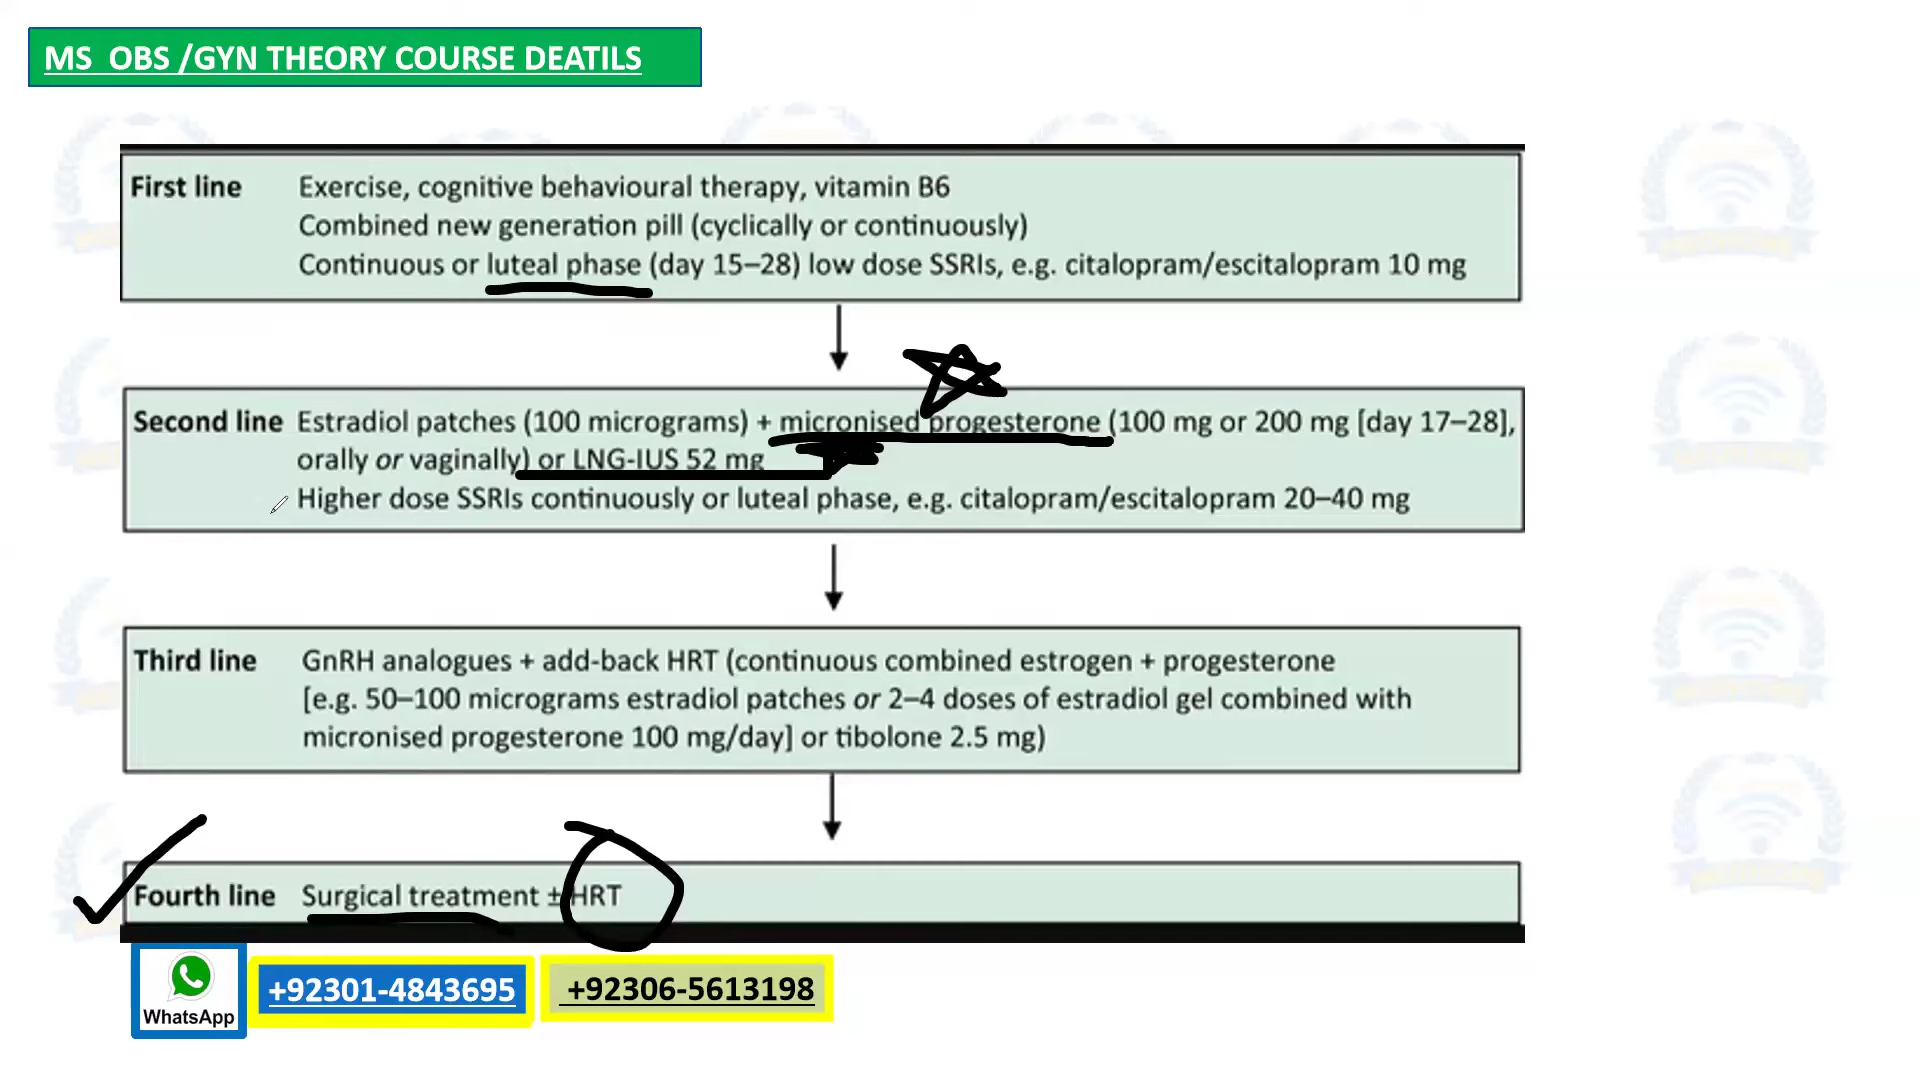 MS OBS /GYN THEORY COURSE DEATILS
First line Exercise, cognitive behavioural therapy, vitamin B6
Combined new generation pill (cyclically or continuously)
Continuous or luteal phase (day 15–28) low dose SSRIs, e.g. citalopram/escitalopram 10 mg
Second line Estradiol patches (100 micrograms) + micronised progesterone (100 mg or 200 mg [day 17–28],
orally or vaginally) or LNG-IUS 52 mg
Higher dose SSRIs continuously or luteal phase, e.g. citalopram/escitalopram 20–40 mg
Third line GnRH analogues + add-back HRT (continuous combined estrogen + progesterone
[e.g. 50–100 micrograms estradiol patches or 2–4 doses of estradiol gel combined with
micronised progesterone 100 mg/day] or tibolone 2.5 mg)
Fourth line Surgical treatment ± HRT
WhatsApp
+92301-4843695
+92306-5613198